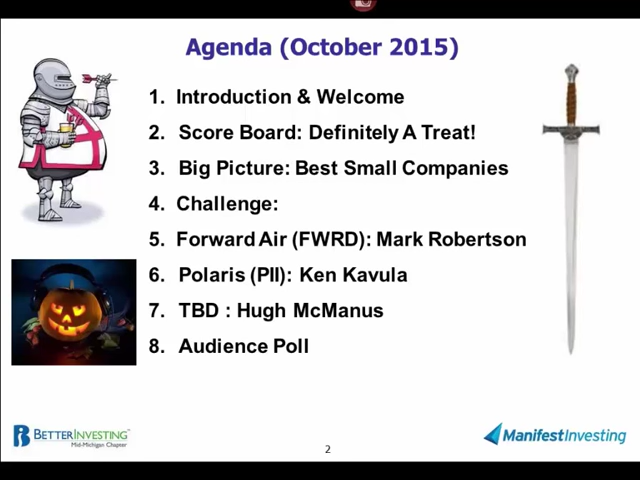 Agenda (October 2015)
1. Introduction & Welcome
2. Score Board: Definitely A Treat!
3. Big Picture: Best Small Companies
4. Challenge:
5. Forward Air (FWRD): Mark Robertson
6. Polaris (PII): Ken Kavula
7. TBD : Hugh McManus
8. Audience Poll
BETTERINVESTING™
Mid-Michigan Chapter
2
ManifestInvesting